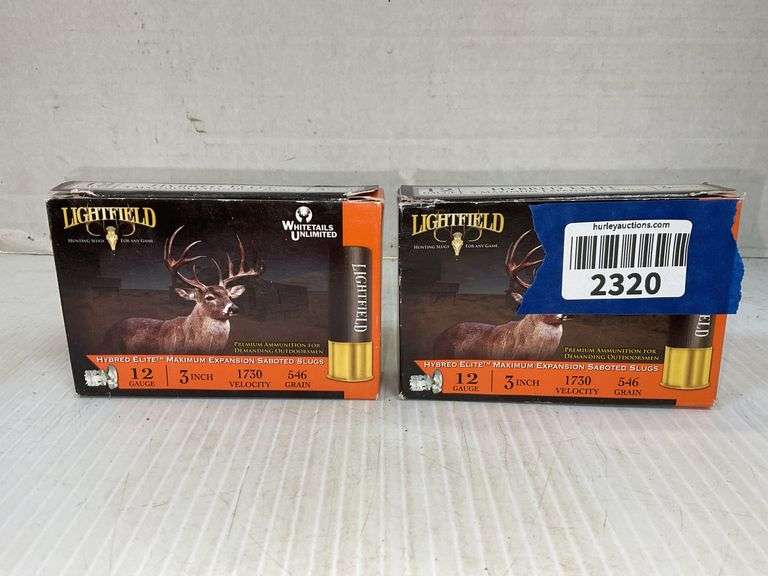 LIGHTFIELD
HUNTING SLUGS FOR ANY GAME
WHITETAILS
UNLIMITED
LIGHTFIELD
PREMIUM AMMUNITION FOR
DEMANDING OUTDOORSMEN
HYBRED ELITE™ MAXIMUM EXPANSION SABOTED SLUGS
12
GAUGE
3 INCH
1730
VELOCITY
546
GRAIN
LIGHTFIELD
HUNTING SLUGS FOR ANY GAME
hurleyauctions.com
2320
FIELD
PREMIUM AMMUNITION FOR
DEMANDING OUTDOORSMEN
HYBRED ELITE™ MAXIMUM EXPANSION SABOTED SLUGS
12
GAUGE
3 INCH
1730
VELOCITY
546
GRAIN